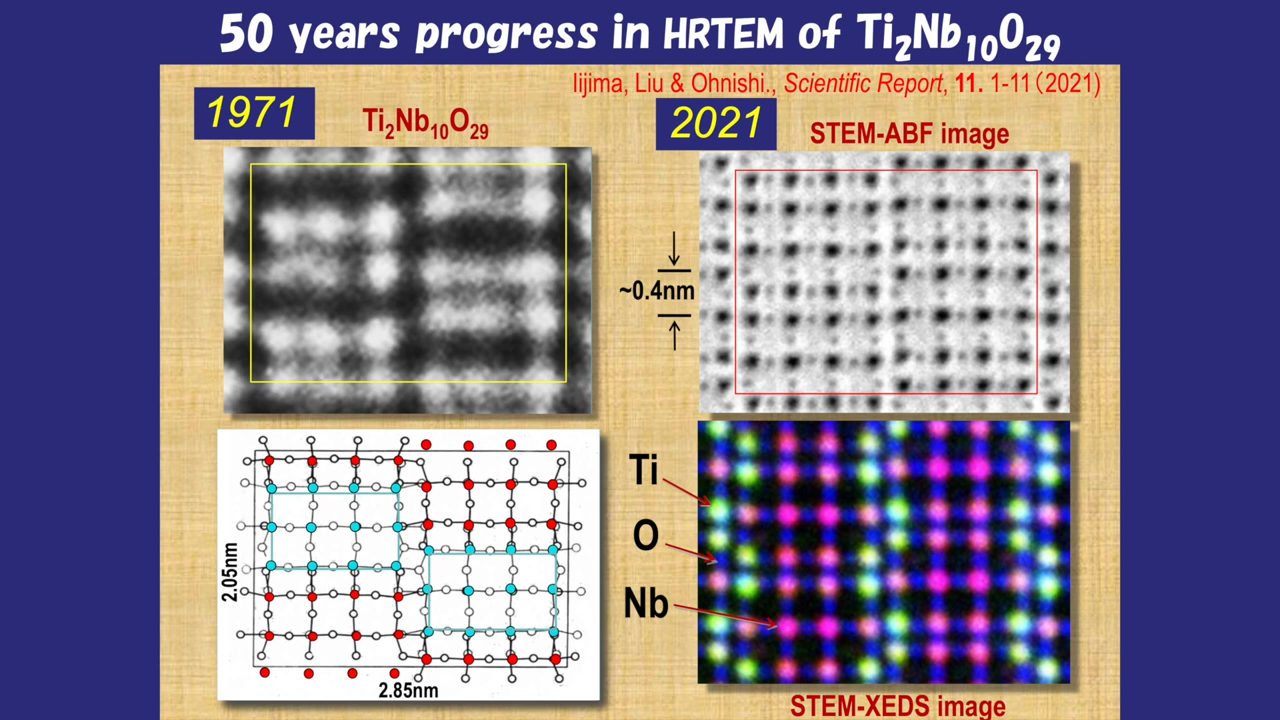 50 years progress in HRTEM of Ti₂Nb₁₀O₂₉
Iijima, Liu & Ohnishi., Scientific Report, 11. 1-11 (2021)
1971
Ti₂Nb₁₀O₂₉
2021
STEM-ABF image
~0.4nm
2.05nm
2.85nm
Ti
O
Nb
STEM-XEDS image